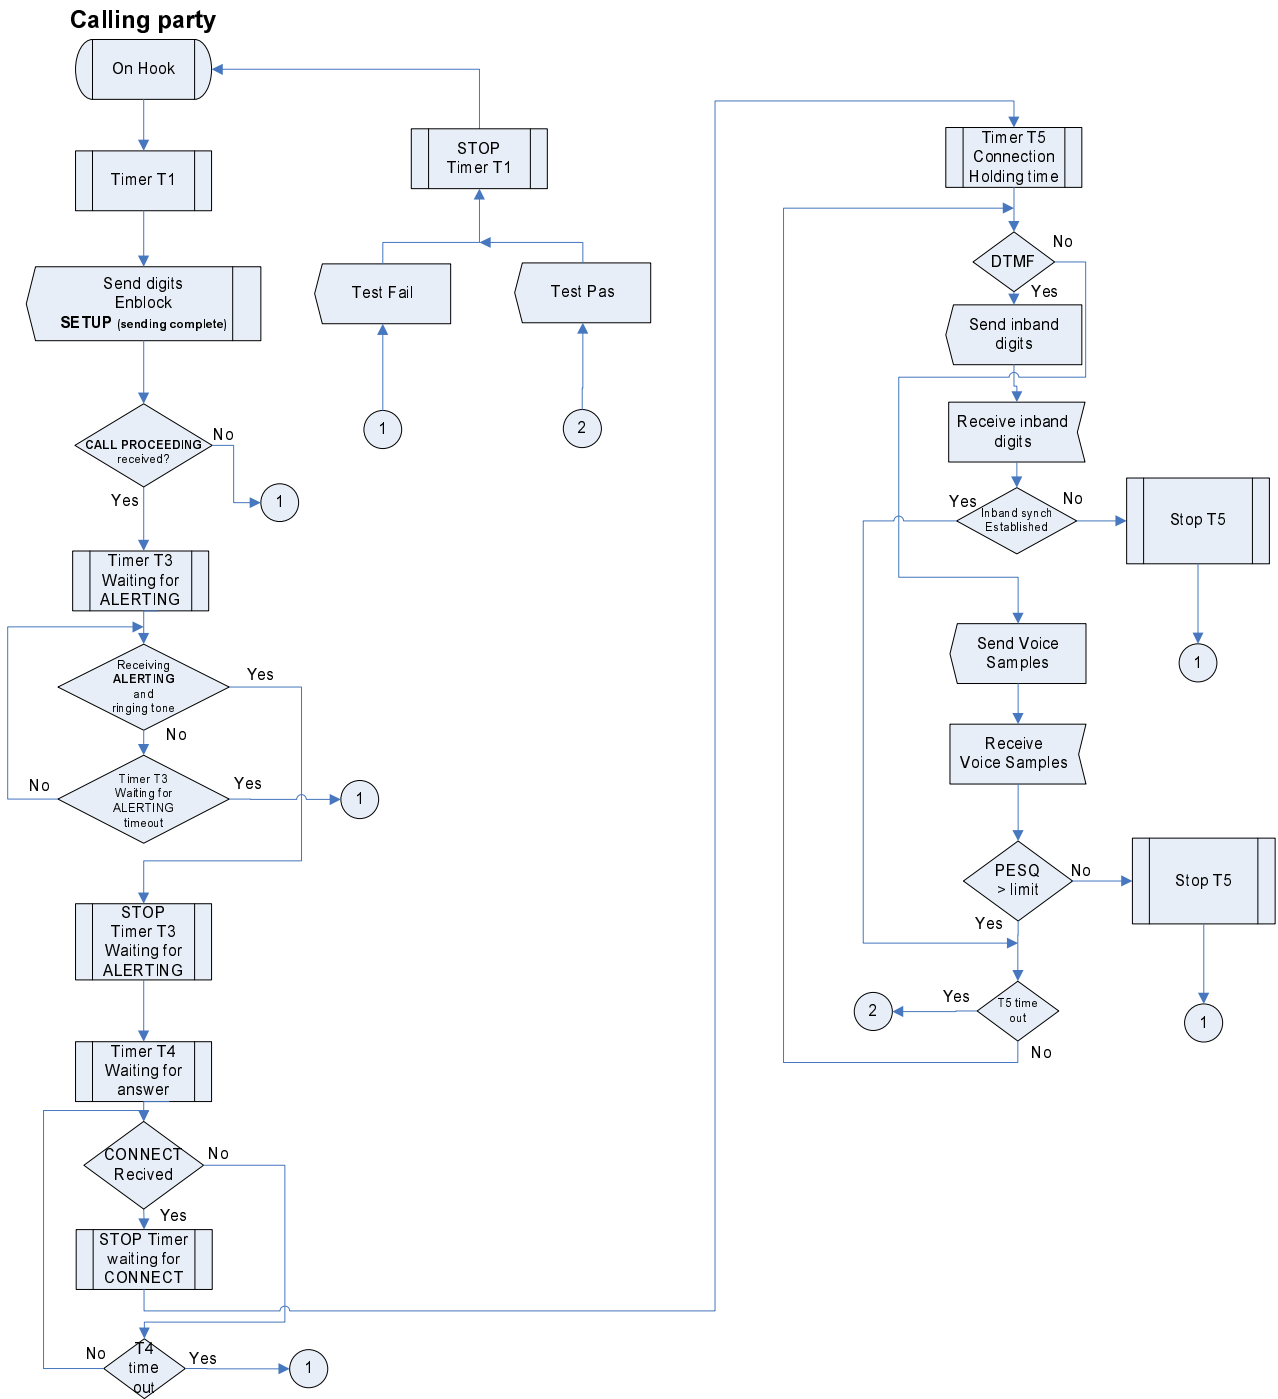 Calling party
On Hook
Timer T1
Send digits
Enblock
SETUP (sending complete)
CALL PROCEEDING
received?
No
Yes
1
Timer T3
Waiting for
ALERTING
Receiving
ALERTING
and
ringing tone
Yes
No
Timer T3
Waiting for
ALERTING
timeout
No
Yes
1
STOP
Timer T3
Waiting for
ALERTING
Timer T4
Waiting for
answer
CONNECT
Recived
No
Yes
STOP Timer
waiting for
CONNECT
T4
time
out
No
Yes
1
STOP
Timer T1
Test Fail
Test Pas
1
2
Timer T5
Connection
Holding time
DTMF
No
Yes
Send inband
digits
Receive inband
digits
Inband synch
Established
Yes
No
Stop T5
1
Send Voice
Samples
Receive
Voice Samples
PESQ
> limit
No
Yes
Stop T5
1
T5 time
out
Yes
2
No